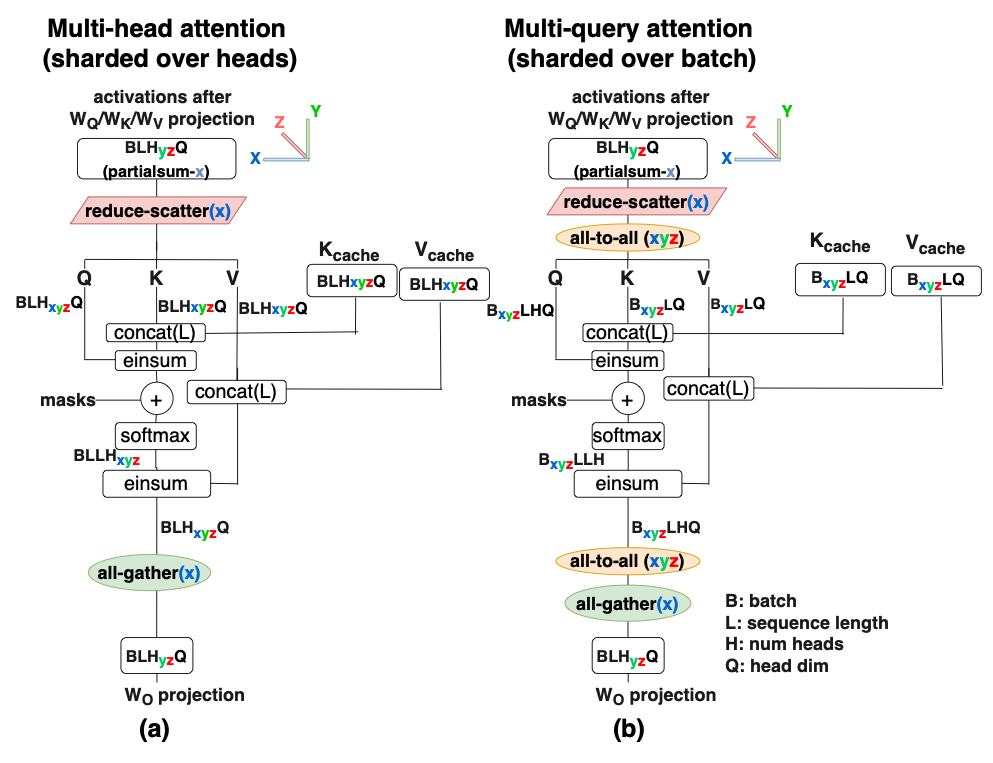 Multi-head attention
(sharded over heads)
activations after
WQ/WK/WV projection
Z
Y
X
BLHyzQ
(partialsum-x)
reduce-scatter(x)
Q
K
V
BLHxyzQ
BLHxyzQ
BLHxyzQ
Kcache
BLHxyzQ
Vcache
BLHxyzQ
concat(L)
einsum
concat(L)
masks
+
softmax
BLLHxyz
einsum
BLHxyzQ
all-gather(x)
BLHyzQ
WO projection
(a)
Multi-query attention
(sharded over batch)
activations after
WQ/WK/WV projection
Z
Y
X
BLHyzQ
(partialsum-x)
reduce-scatter(x)
all-to-all (xyz)
Q
K
V
BxyzLHQ
BxyzLQ
BxyzLQ
Kcache
BxyzLQ
Vcache
BxyzLQ
concat(L)
einsum
concat(L)
masks
+
softmax
BxyzLLH
einsum
BxyzLHQ
all-to-all (xyz)
all-gather(x)
BLHyzQ
WO projection
(b)
B: batch
L: sequence length
H: num heads
Q: head dim